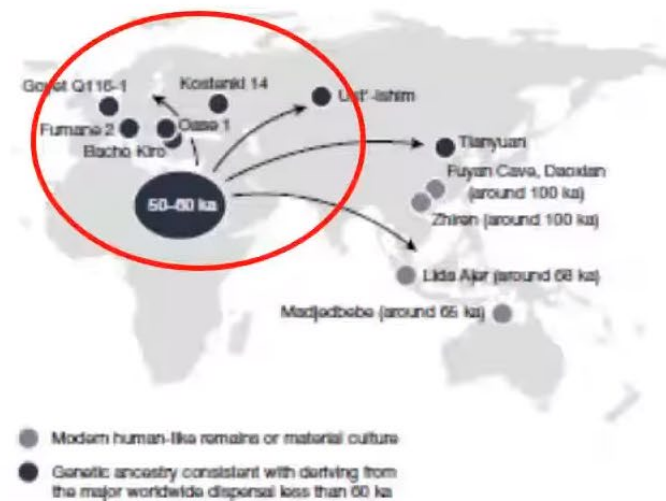 Goyet Q116-1
Kostenki 14
Ust'-Ishim
Fumane 2
Oase 1
Bacho Kiro
Tianyuan
Fuyan Cave, Daoxian
(around 100 ka)
50–60 ka
Zhiren (around 100 ka)
Lida Ajer (around 68 ka)
Madjedbebe (around 65 ka)
Modern human-like remains or material culture
Genetic ancestry consistent with deriving from
the major worldwide dispersal less than 60 ka